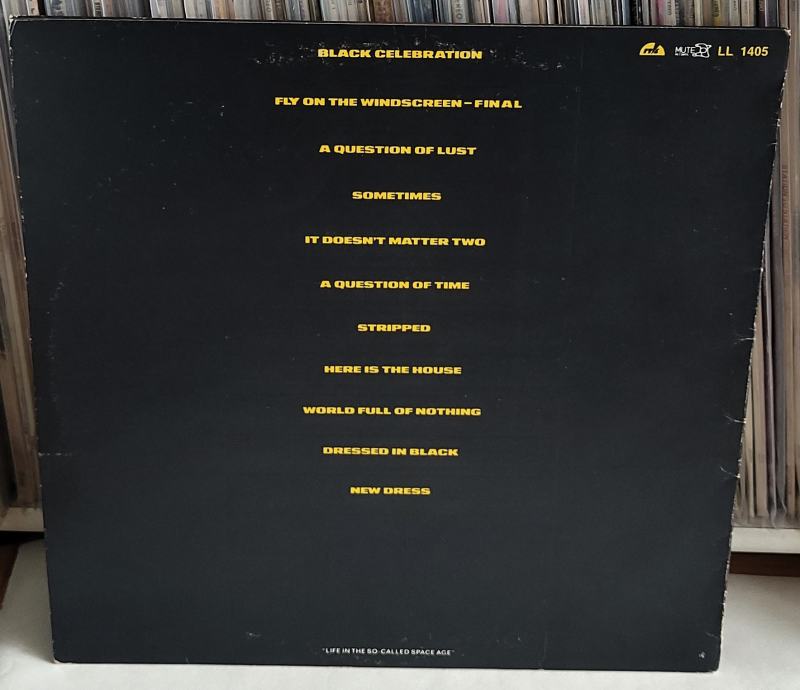 BLACK CELEBRATION
MUTE LL 1405
FLY ON THE WINDSCREEN – FINAL
A QUESTION OF LUST
SOMETIMES
IT DOESN'T MATTER TWO
A QUESTION OF TIME
STRIPPED
HERE IS THE HOUSE
WORLD FULL OF NOTHING
DRESSED IN BLACK
NEW DRESS
"LIFE IN THE SO-CALLED SPACE AGE"